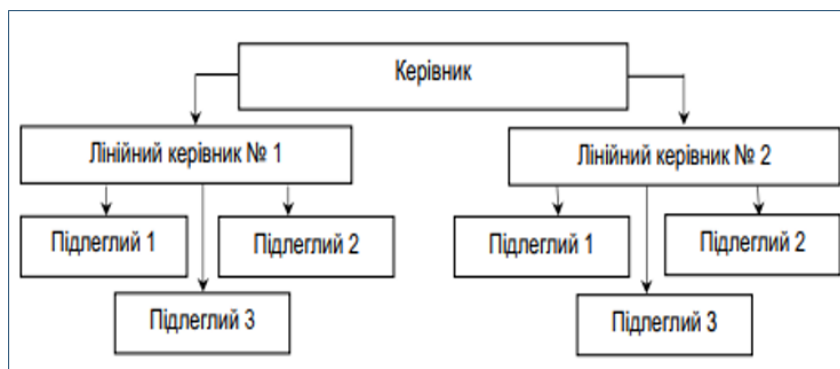 Керівник
Лінійний керівник № 1
Лінійний керівник № 2
Підлеглий 1
Підлеглий 2
Підлеглий 1
Підлеглий 2
Підлеглий 3
Підлеглий 3